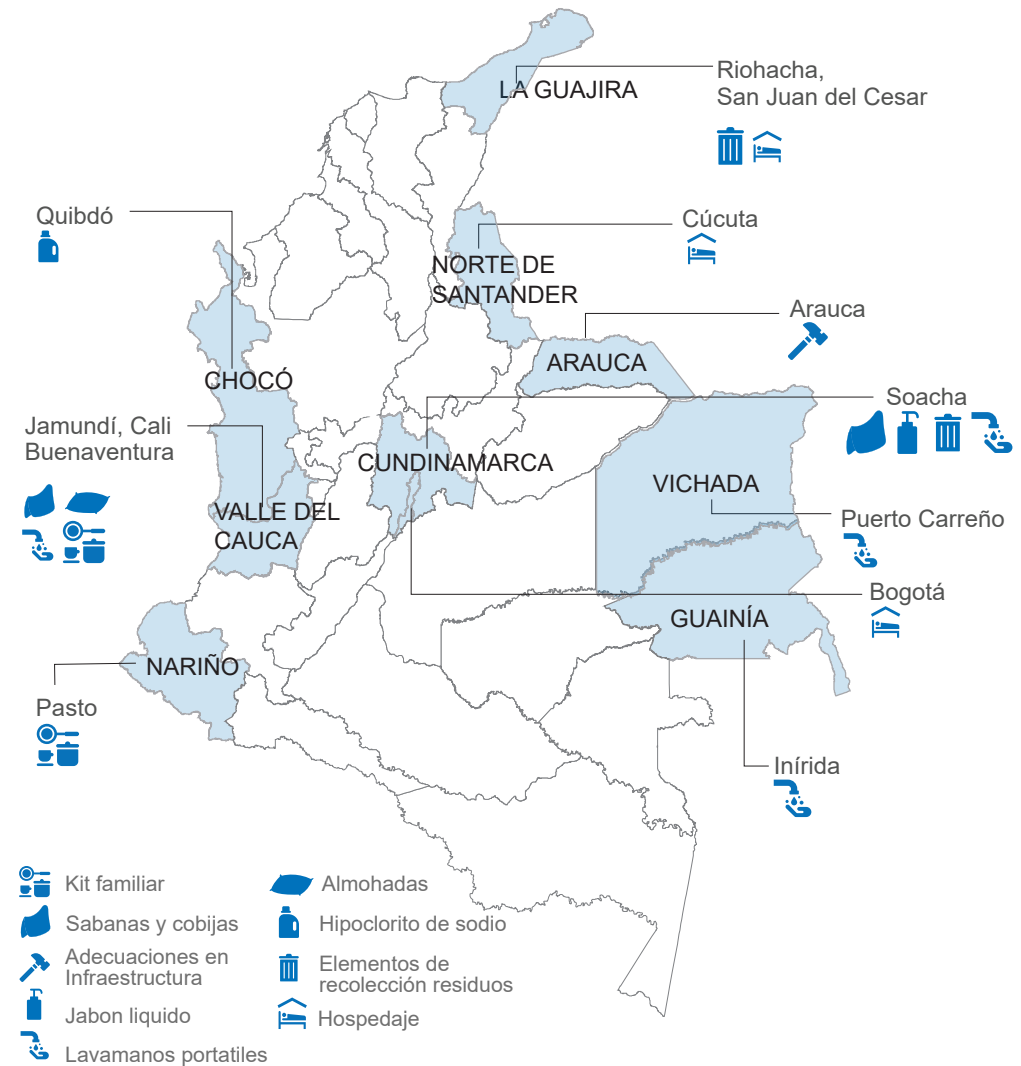 LA GUAJIRA
Riohacha,
San Juan del Cesar
Quibdó
Cúcuta
NORTE DE
SANTANDER
Arauca
ARAUCA
CHOCÓ
Soacha
Jamundí, Cali
Buenaventura
CUNDINAMARCA
VICHADA
VALLE DEL
CAUCA
Puerto Carreño
Bogotá
GUAINÍA
NARIÑO
Pasto
Inírida
Kit familiar
Sabanas y cobijas
Adecuaciones en
Infraestructura
Jabon liquido
Lavamanos portatiles
Almohadas
Hipoclorito de sodio
Elementos de
recolección residuos
Hospedaje